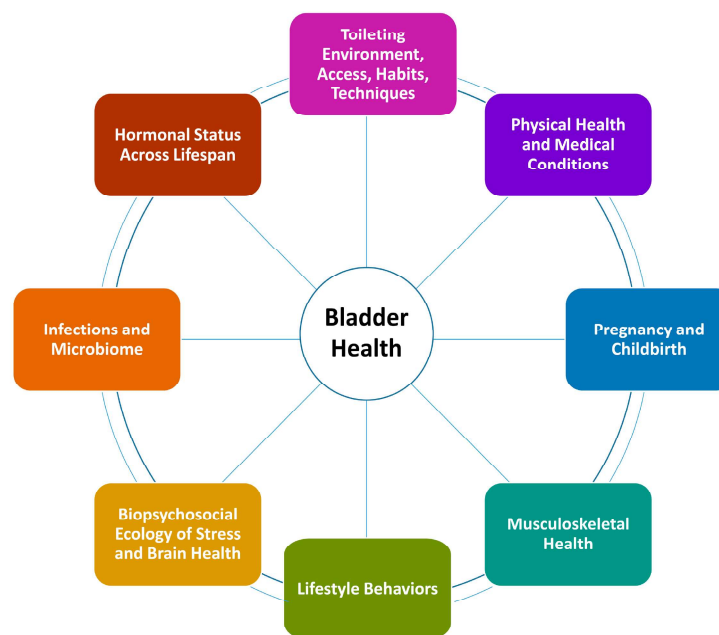 Toileting
Environment,
Access, Habits,
Techniques
Hormonal Status
Across Lifespan
Physical Health
and Medical
Conditions
Infections and
Microbiome
Bladder
Health
Pregnancy and
Childbirth
Biopsychosocial
Ecology of Stress
and Brain Health
Lifestyle Behaviors
Musculoskeletal
Health